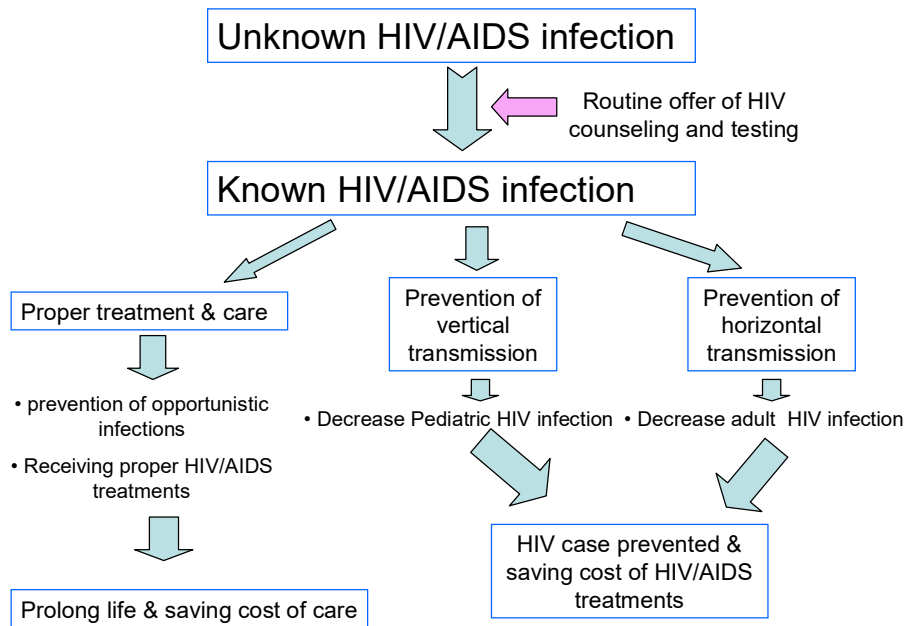 Unknown HIV/AIDS infection
Routine offer of HIV
counseling and testing
Known HIV/AIDS infection
Proper treatment & care
• prevention of opportunistic
infections
• Receiving proper HIV/AIDS
treatments
Prolong life & saving cost of care
Prevention of
vertical
transmission
• Decrease Pediatric HIV infection
Prevention of
horizontal
transmission
• Decrease adult HIV infection
HIV case prevented &
saving cost of HIV/AIDS
treatments